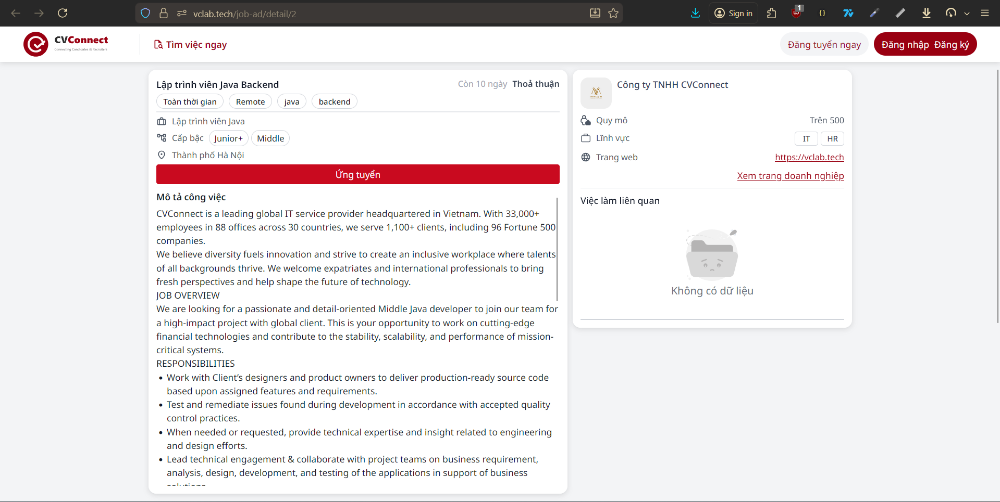 vclab.tech/job-ad/detail/2
Sign in
1
CVConnect
Connecting Candidates & Recruiters
Tìm việc ngay
Đăng tuyển ngay
Đăng nhập Đăng ký
Lập trình viên Java Backend
Còn 10 ngày Thoả thuận
Toàn thời gian Remote java backend
Lập trình viên Java
Cấp bậc Junior+ Middle
Thành phố Hà Nội
Ứng tuyển
Mô tả công việc
CVConnect is a leading global IT service provider headquartered in Vietnam. With 33,000+
employees in 88 offices across 30 countries, we serve 1,100+ clients, including 96 Fortune 500
companies.
We believe diversity fuels innovation and strive to create an inclusive workplace where talents
of all backgrounds thrive. We welcome expatriates and international professionals to bring
fresh perspectives and help shape the future of technology.
JOB OVERVIEW
We are looking for a passionate and detail-oriented Middle Java developer to join our team for
a high-impact project with global client. This is your opportunity to work on cutting-edge
financial technologies and contribute to the stability, scalability, and performance of mission-
critical systems.
RESPONSIBILITIES
• Work with Client’s designers and product owners to deliver production-ready source code
based upon assigned features and requirements.
• Test and remediate issues found during development in accordance with accepted quality
control practices.
• When needed or requested, provide technical expertise and insight related to engineering
and design efforts.
• Lead technical engagement & collaborate with project teams on business requirement,
analysis, design, development, and testing of the applications in support of business
Công ty TNHH CVConnect
Quy mô Trên 500
Lĩnh vực IT HR
Trang web https://vclab.tech
Xem trang doanh nghiệp
Việc làm liên quan
Không có dữ liệu